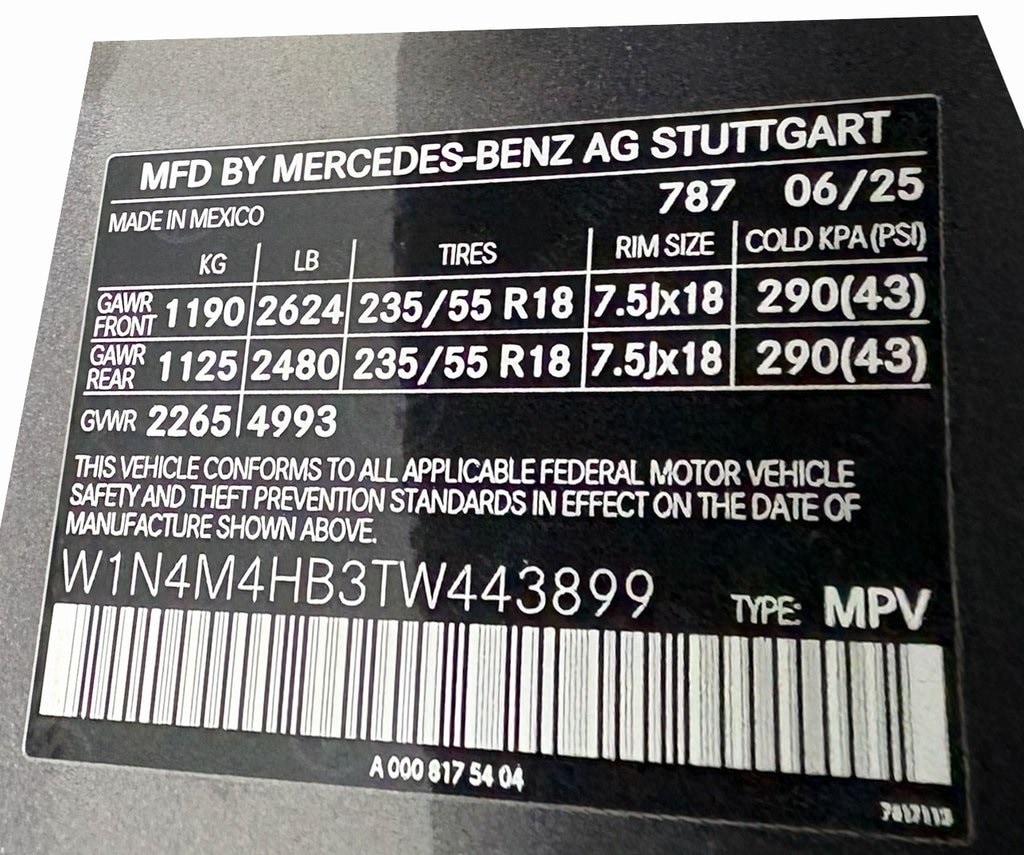 MFD BY MERCEDES-BENZ AG STUTTGART
787 06/25
MADE IN MEXICO
KG LB TIRES RIM SIZE COLD KPA (PSI)
GAWR FRONT 1190 2624 235/55 R18 7.5Jx18 290(43)
GAWR REAR 1125 2480 235/55 R18 7.5Jx18 290(43)
GVWR 2265 4993
THIS VEHICLE CONFORMS TO ALL APPLICABLE FEDERAL MOTOR VEHICLE
SAFETY AND THEFT PREVENTION STANDARDS IN EFFECT ON THE DATE OF
MANUFACTURE SHOWN ABOVE.
W1N4M4HB3TW443899 TYPE: MPV
A 000 817 54 04